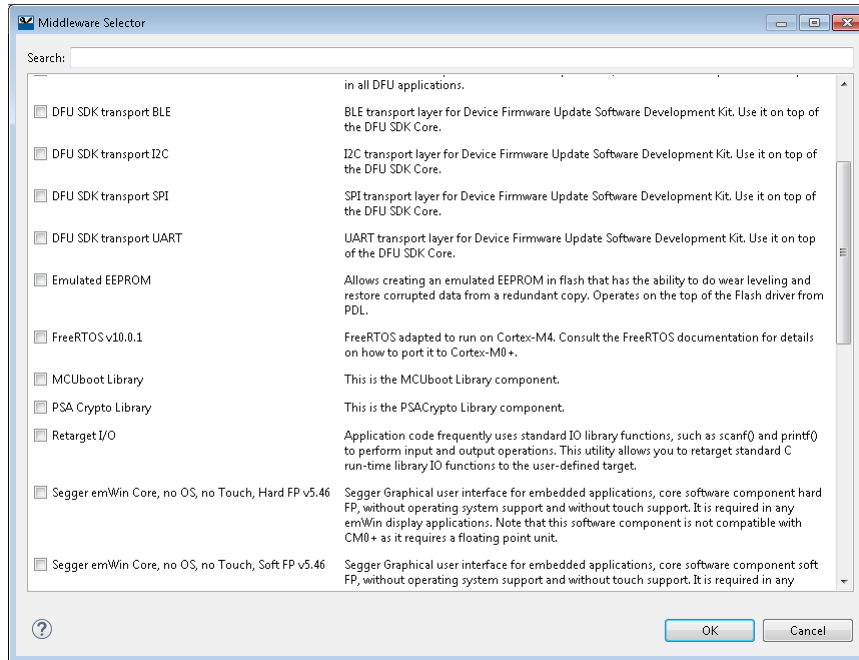 Middleware Selector
Search:
in all DFU applications.
DFU SDK transport BLE
BLE transport layer for Device Firmware Update Software Development Kit. Use it on top of
the DFU SDK Core.
DFU SDK transport I2C
I2C transport layer for Device Firmware Update Software Development Kit. Use it on top of
the DFU SDK Core.
DFU SDK transport SPI
SPI transport layer for Device Firmware Update Software Development Kit. Use it on top of
the DFU SDK Core.
DFU SDK transport UART
UART transport layer for Device Firmware Update Software Development Kit. Use it on top
of the DFU SDK Core.
Emulated EEPROM
Allows creating an emulated EEPROM in flash that has the ability to do wear leveling and
restore corrupted data from a redundant copy. Operates on the top of the Flash driver from
PDL.
FreeRTOS v10.0.1
FreeRTOS adapted to run on Cortex-M4. Consult the FreeRTOS documentation for details
on how to port it to Cortex-M0+.
MCUboot Library
This is the MCUboot Library component.
PSA Crypto Library
This is the PSACrypto Library component.
Retarget I/O
Application code frequently uses standard IO library functions, such as scanf() and printf()
to perform input and output operations. This utility allows you to retarget standard C
run-time library IO functions to the user-defined target.
Segger emWin Core, no OS, no Touch, Hard FP v5.46
Segger Graphical user interface for embedded applications, core software component hard
FP, without operating system support and without touch support. It is required in any
emWin display applications. Note that this software component is not compatible with
CM0+ as it requires a floating point unit.
Segger emWin Core, no OS, no Touch, Soft FP v5.46
Segger Graphical user interface for embedded applications, core software component soft
FP, without operating system support and without touch support. It is required in any
?
OK
Cancel